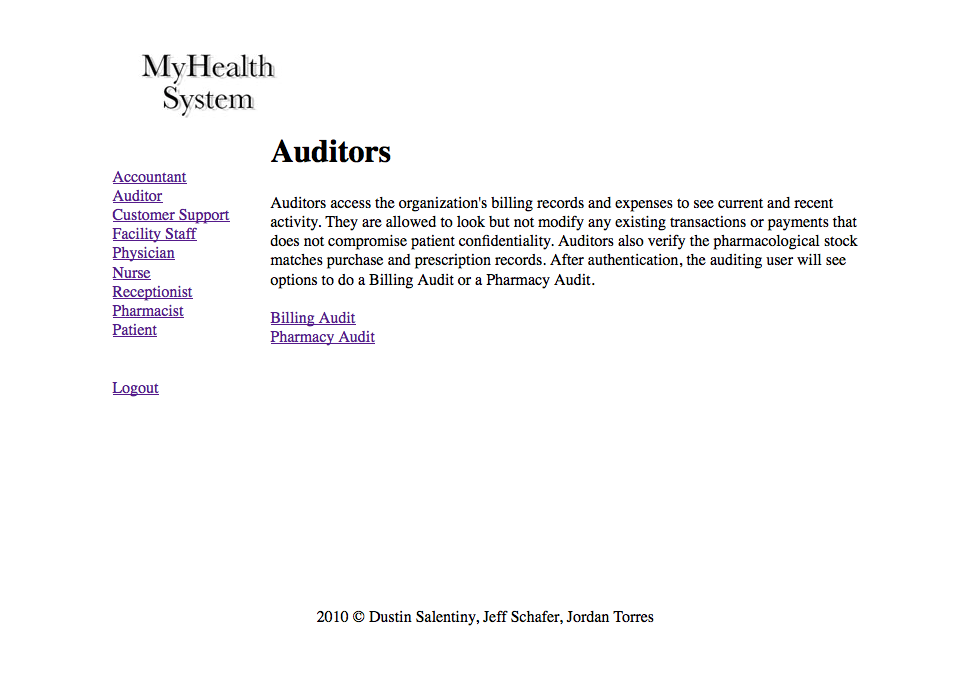 MyHealth
System
Auditors
Accountant
Auditor
Customer Support
Facility Staff
Physician
Nurse
Receptionist
Pharmacist
Patient
Logout
Auditors access the organization's billing records and expenses to see current and recent
activity. They are allowed to look but not modify any existing transactions or payments that
does not compromise patient confidentiality. Auditors also verify the pharmacological stock
matches purchase and prescription records. After authentication, the auditing user will see
options to do a Billing Audit or a Pharmacy Audit.
Billing Audit
Pharmacy Audit
2010 © Dustin Salentiny, Jeff Schafer, Jordan Torres